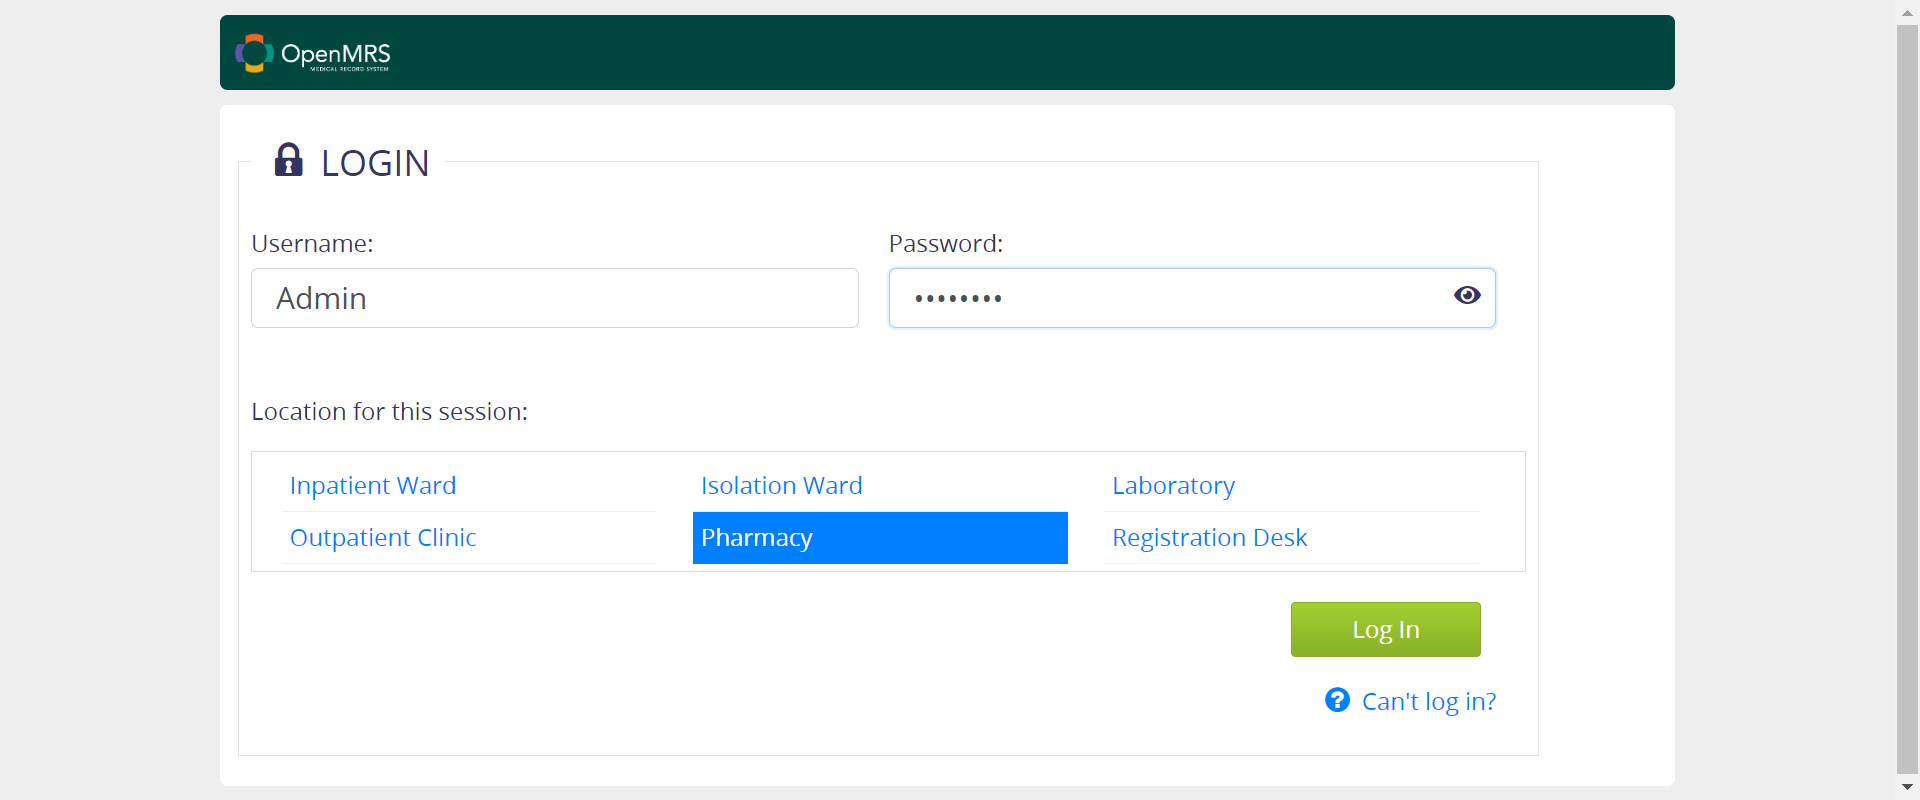 OpenMRS
MEDICAL RECORD SYSTEM
LOGIN
Username:
Password:
Admin
••••••••
Location for this session:
Inpatient Ward
Isolation Ward
Laboratory
Outpatient Clinic
Pharmacy
Registration Desk
Log In
Can't log in?